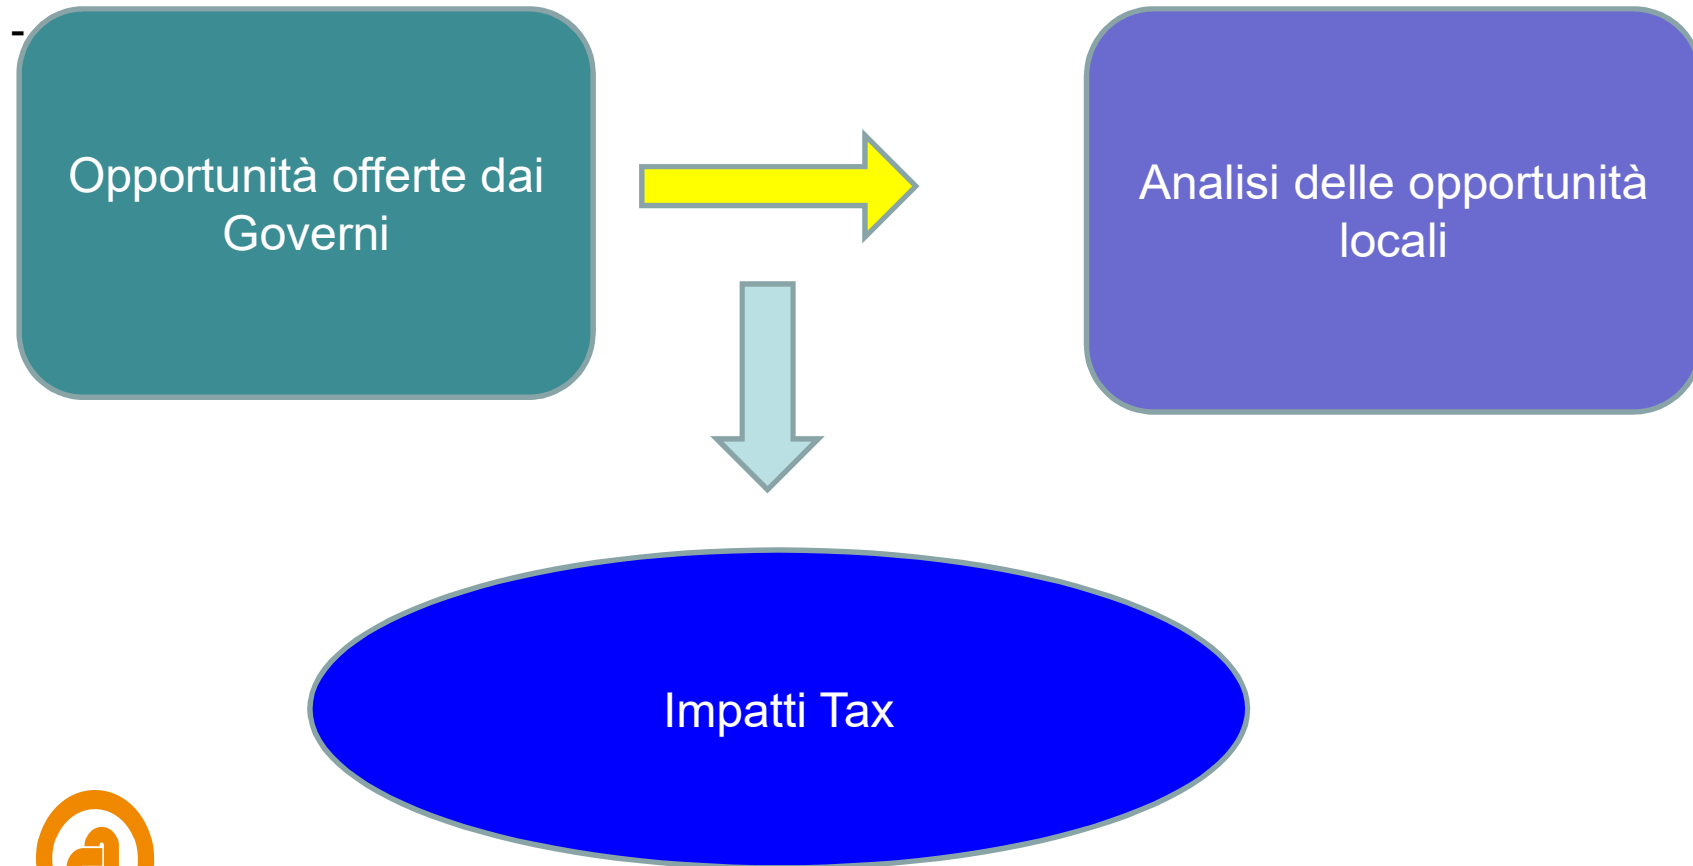 -
Opportunità offerte dai
Governi
Analisi delle opportunità
locali
Impatti Tax